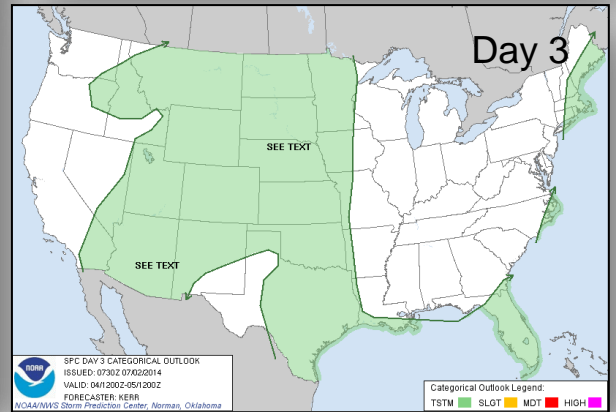 Day 3
SEE TEXT
SEE TEXT
NOAA
SPC DAY 3 CATEGORICAL OUTLOOK
ISSUED: 0730Z 07/02/2014
VALID: 04/1200Z-05/1200Z
FORECASTER: KERR
NOAA/NWS Storm Prediction Center, Norman, Oklahoma
Categorical Outlook Legend:
TSTM SLGT MDT HIGH